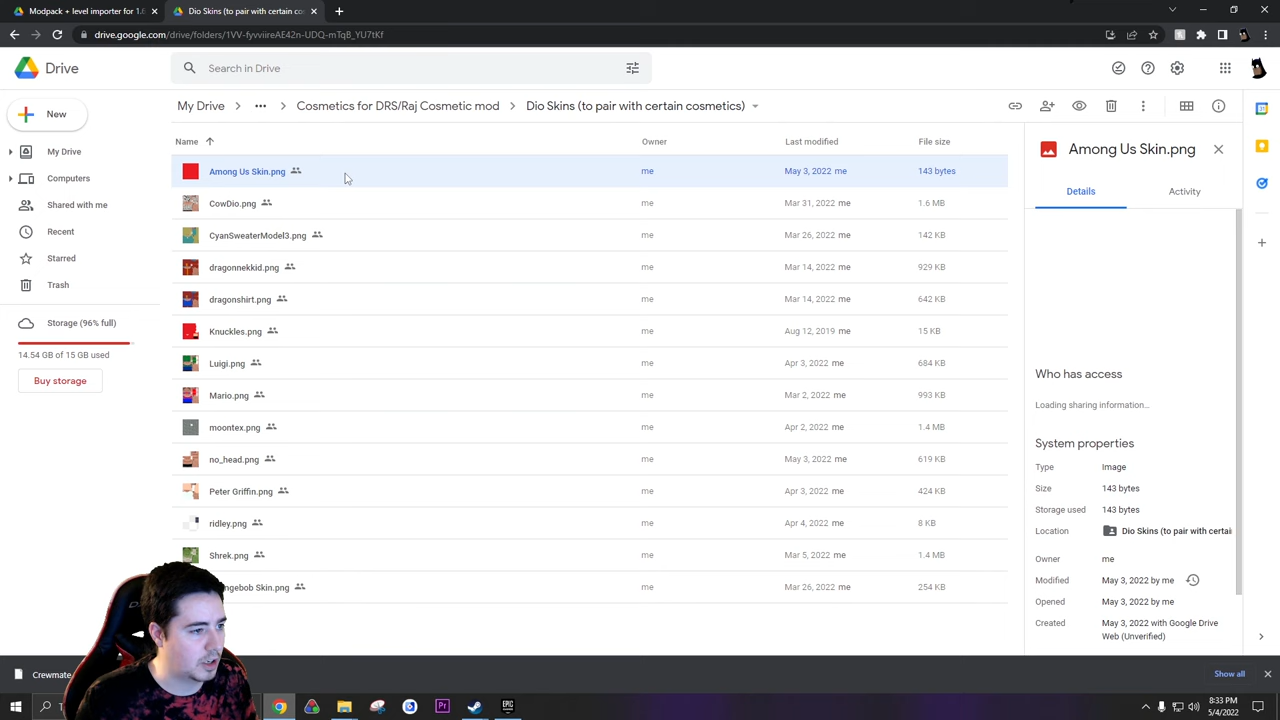 Modpack + level importer for 1.6
Dio Skins (to pair with certain cos
drive.google.com/drive/folders/1VV-fyvviireAE42n-UDQ-mTqB_YU7tKf
Drive
Search in Drive
New
My Drive
Computers
Shared with me
Recent
Starred
Trash
Storage (96% full)
14.54 GB of 15 GB used
Buy storage
My Drive > ... > Cosmetics for DRS/Raj Cosmetic mod > Dio Skins (to pair with certain cosmetics)
Name Owner Last modified File size
Among Us Skin.png me May 3, 2022 me 143 bytes
CowDio.png me Mar 31, 2022 me 1.6 MB
CyanSweaterModel3.png me Mar 26, 2022 me 142 KB
dragonnekkid.png me Mar 14, 2022 me 929 KB
dragonshirt.png me Mar 14, 2022 me 642 KB
Knuckles.png me Aug 12, 2019 me 15 KB
Luigi.png me Apr 3, 2022 me 684 KB
Mario.png me Mar 2, 2022 me 993 KB
moontex.png me Apr 2, 2022 me 1.4 MB
no_head.png me May 3, 2022 me 619 KB
Peter Griffin.png me Apr 3, 2022 me 424 KB
ridley.png me Apr 4, 2022 me 8 KB
Shrek.png me Mar 5, 2022 me 1.4 MB
Skin.png me Mar 26, 2022 me 254 KB
Among Us Skin.png
Details Activity
Who has access
Loading sharing information...
System properties
Type Image
Size 143 bytes
Storage used 143 bytes
Location Dio Skins (to pair with certai
Owner me
Modified May 3, 2022 by me
Opened May 3, 2022 by me
Created May 3, 2022 with Google Drive
Web (Unverified)
Crewmate
Show all
EPIC
8:33 PM
5/4/2022